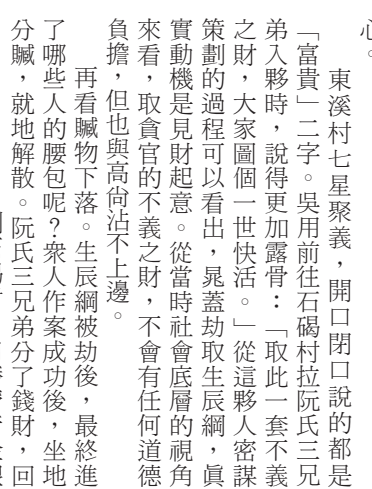 心。
東溪村七星聚義，開口閉口說的都是
「富貴」二字。吳用前往石碣村拉阮氏三兄
弟入夥時，說得更加露骨：「取此一套不義
之財，大家圖個一世快活。」從這夥人密謀
策劃的過程可以看出，晁蓋劫取生辰綱，眞
實動機是見財起意。從當時社會底層的視角
來看，取貪官的不義之財，不會有任何道德
負擔，但也與高尚沾不上邊。
再看贓物下落。生辰綱被劫後，最終進
了哪些人的腰包呢？衆人作案成功後，坐地
分贓，就地解散。阮氏三兄弟分了錢財，回